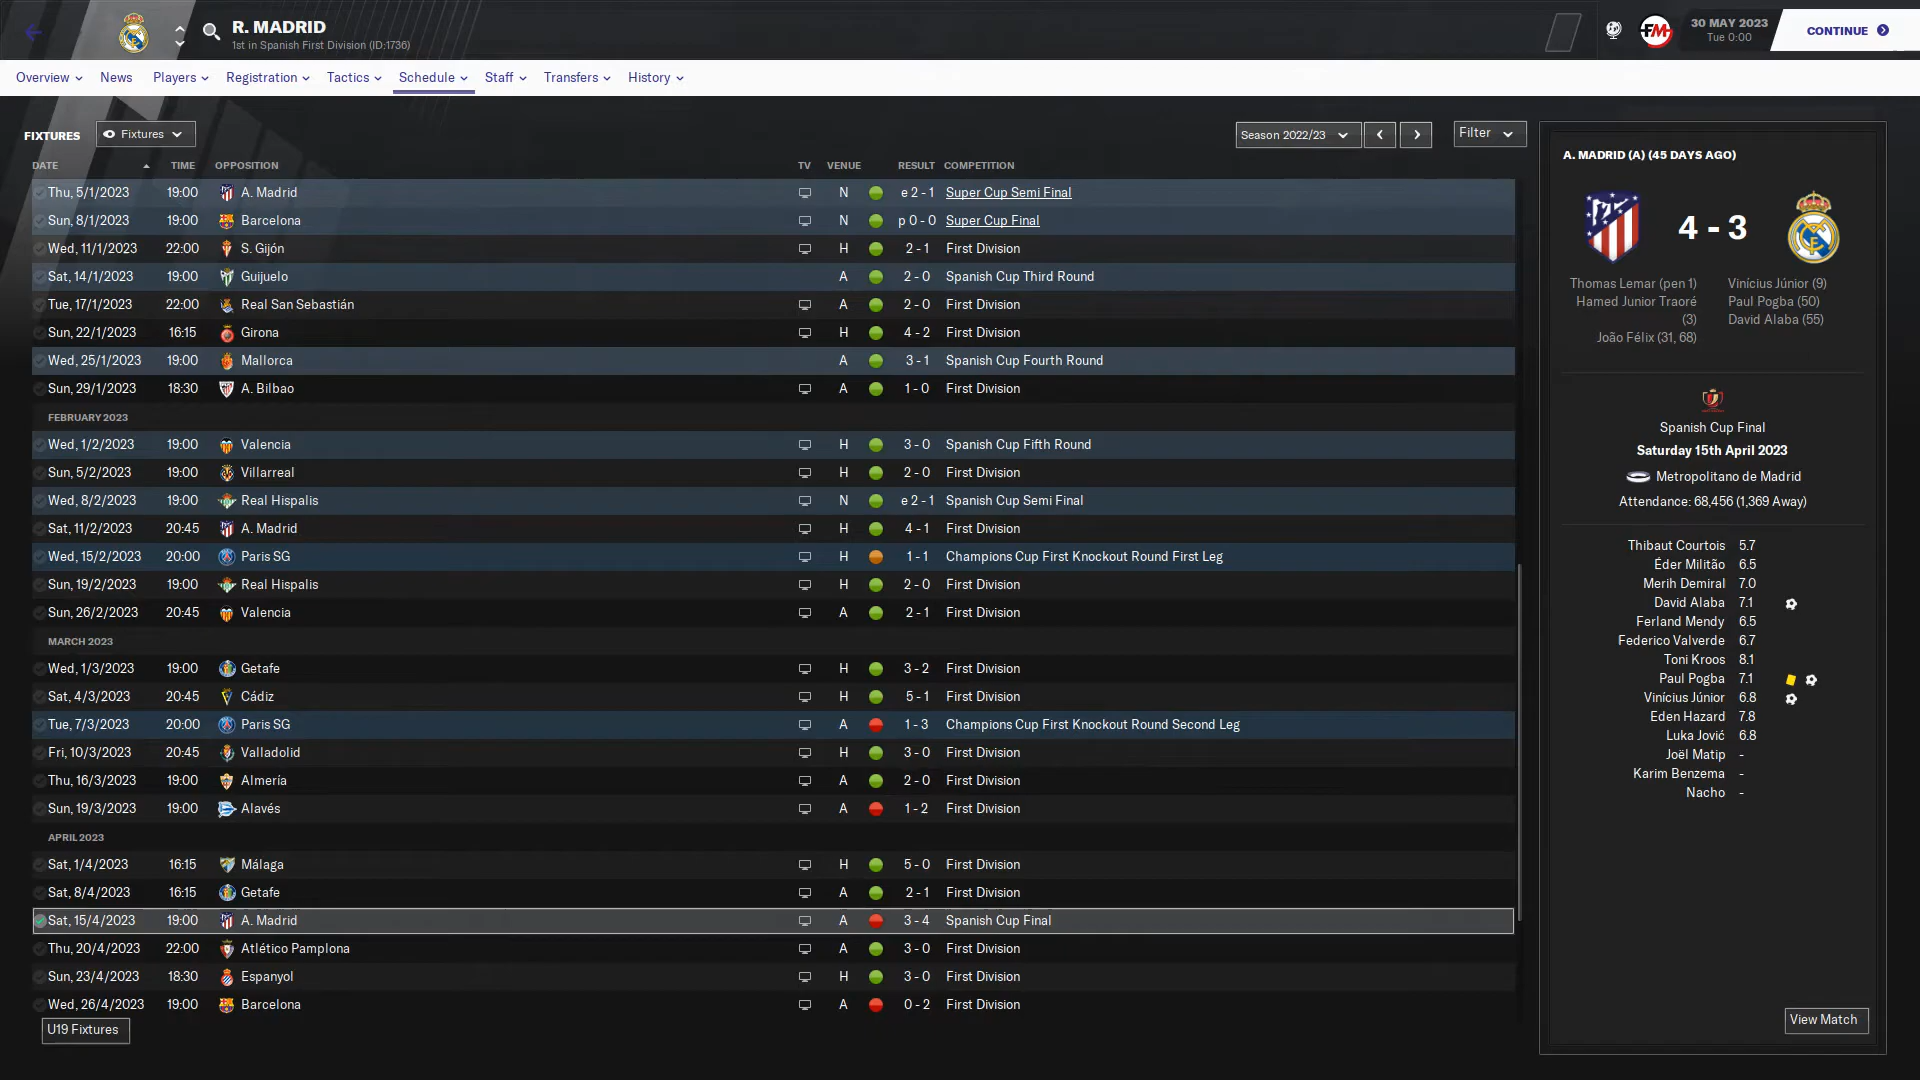 R. MADRID
1st in Spanish First Division (ID:1736)
FM
30 MAY 2023
Tue 0:00
CONTINUE
Overview News Players Registration Tactics Schedule Staff Transfers History
FIXTURES Fixtures Season 2022/23 Filter
DATE TIME OPPOSITION TV VENUE RESULT COMPETITION
Thu, 5/1/2023 19:00 A. Madrid N e 2 - 1 Super Cup Semi Final
Sun, 8/1/2023 19:00 Barcelona N p 0 - 0 Super Cup Final
Wed, 11/1/2023 22:00 S. Gijón H 2 - 1 First Division
Sat, 14/1/2023 19:00 Guijuelo A 2 - 0 Spanish Cup Third Round
Tue, 17/1/2023 22:00 Real San Sebastián A 2 - 0 First Division
Sun, 22/1/2023 16:15 Girona H 4 - 2 First Division
Wed, 25/1/2023 19:00 Mallorca A 3 - 1 Spanish Cup Fourth Round
Sun, 29/1/2023 18:30 A. Bilbao A 1 - 0 First Division
FEBRUARY 2023
Wed, 1/2/2023 19:00 Valencia H 3 - 0 Spanish Cup Fifth Round
Sun, 5/2/2023 19:00 Villarreal H 2 - 0 First Division
Wed, 8/2/2023 19:00 Real Hispalis N e 2 - 1 Spanish Cup Semi Final
Sat, 11/2/2023 20:45 A. Madrid H 4 - 1 First Division
Wed, 15/2/2023 20:00 Paris SG H 1 - 1 Champions Cup First Knockout Round First Leg
Sun, 19/2/2023 19:00 Real Hispalis H 2 - 0 First Division
Sun, 26/2/2023 20:45 Valencia A 2 - 1 First Division
MARCH 2023
Wed, 1/3/2023 19:00 Getafe H 3 - 2 First Division
Sat, 4/3/2023 20:45 Cádiz H 5 - 1 First Division
Tue, 7/3/2023 20:00 Paris SG A 1 - 3 Champions Cup First Knockout Round Second Leg
Fri, 10/3/2023 20:45 Valladolid H 3 - 0 First Division
Thu, 16/3/2023 19:00 Almería A 2 - 0 First Division
Sun, 19/3/2023 19:00 Alavés A 1 - 2 First Division
APRIL 2023
Sat, 1/4/2023 16:15 Málaga H 5 - 0 First Division
Sat, 8/4/2023 16:15 Getafe A 2 - 1 First Division
Sat, 15/4/2023 19:00 A. Madrid A 3 - 4 Spanish Cup Final
Thu, 20/4/2023 22:00 Atlético Pamplona A 3 - 0 First Division
Sun, 23/4/2023 18:30 Espanyol H 3 - 0 First Division
Wed, 26/4/2023 19:00 Barcelona A 0 - 2 First Division
U19 Fixtures
A. MADRID (A) (45 DAYS AGO)
4 - 3
Thomas Lemar (pen 1) Vinícius Júnior (9)
Hamed Junior Traoré Paul Pogba (50)
(3) David Alaba (55)
João Félix (31, 68)
Spanish Cup Final
Saturday 15th April 2023
Metropolitano de Madrid
Attendance: 68,456 (1,369 Away)
Thibaut Courtois 5.7
Éder Militão 6.5
Merih Demiral 7.0
David Alaba 7.1
Ferland Mendy 6.5
Federico Valverde 6.7
Toni Kroos 8.1
Paul Pogba 7.1
Vinícius Júnior 6.8
Eden Hazard 7.8
Luka Jović 6.8
Joël Matip -
Karim Benzema -
Nacho -
View Match